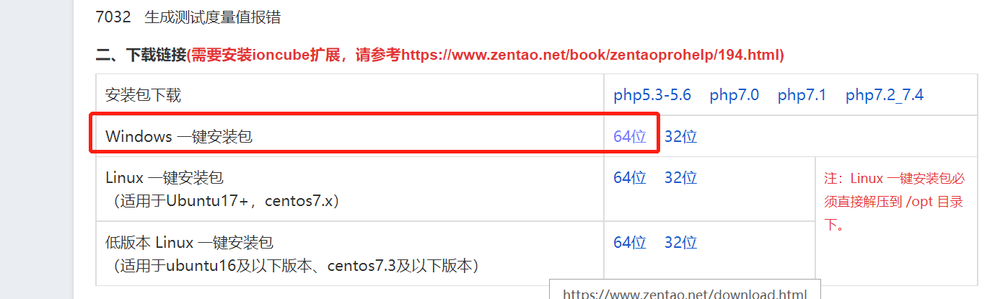 7032 生成测试度量值报错
二、下载链接(需要安装ioncube扩展，请参考https://www.zentao.net/book/zentaoprohelp/194.html)
安装包下载 php5.3-5.6 php7.0 php7.1 php7.2_7.4
Windows 一键安装包 64位 32位
Linux 一键安装包 64位 32位
（适用于Ubuntu17+，centos7.x）
注：Linux 一键安装包必
须直接解压到 /opt 目录
下。
低版本 Linux 一键安装包 64位 32位
（适用于ubuntu16及以下版本、centos7.3及以下版本）
https://www.zentao.net/download.html